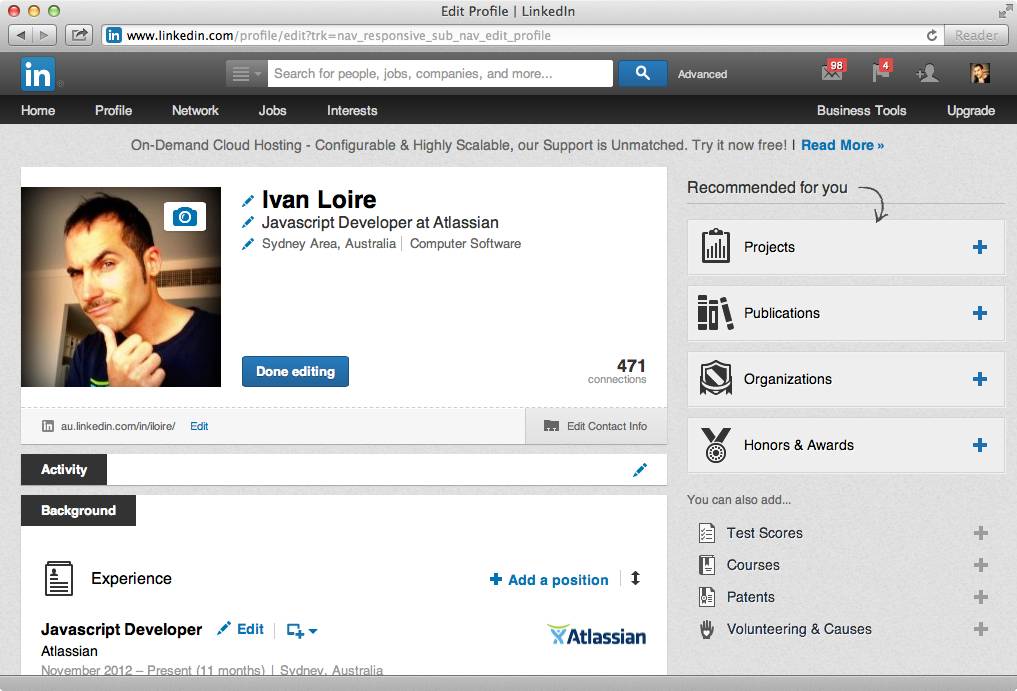 Edit Profile | LinkedIn
www.linkedin.com/profile/edit?trk=nav_responsive_sub_nav_edit_profile
Reader
in
Search for people, jobs, companies, and more...
Advanced
98
4
Home Profile Network Jobs Interests Business Tools Upgrade
On-Demand Cloud Hosting - Configurable & Highly Scalable, our Support is Unmatched. Try it now free! | Read More »
Ivan Loire
Javascript Developer at Atlassian
Sydney Area, Australia | Computer Software
Done editing
471
connections
au.linkedin.com/in/iloire/ Edit
Edit Contact Info
Activity
Background
Experience
Add a position
Javascript Developer Edit
Atlassian
Atlassian
November 2012 – Present (11 months) | Sydney, Australia
Recommended for you
Projects
Publications
Organizations
Honors & Awards
You can also add...
Test Scores
Courses
Patents
Volunteering & Causes